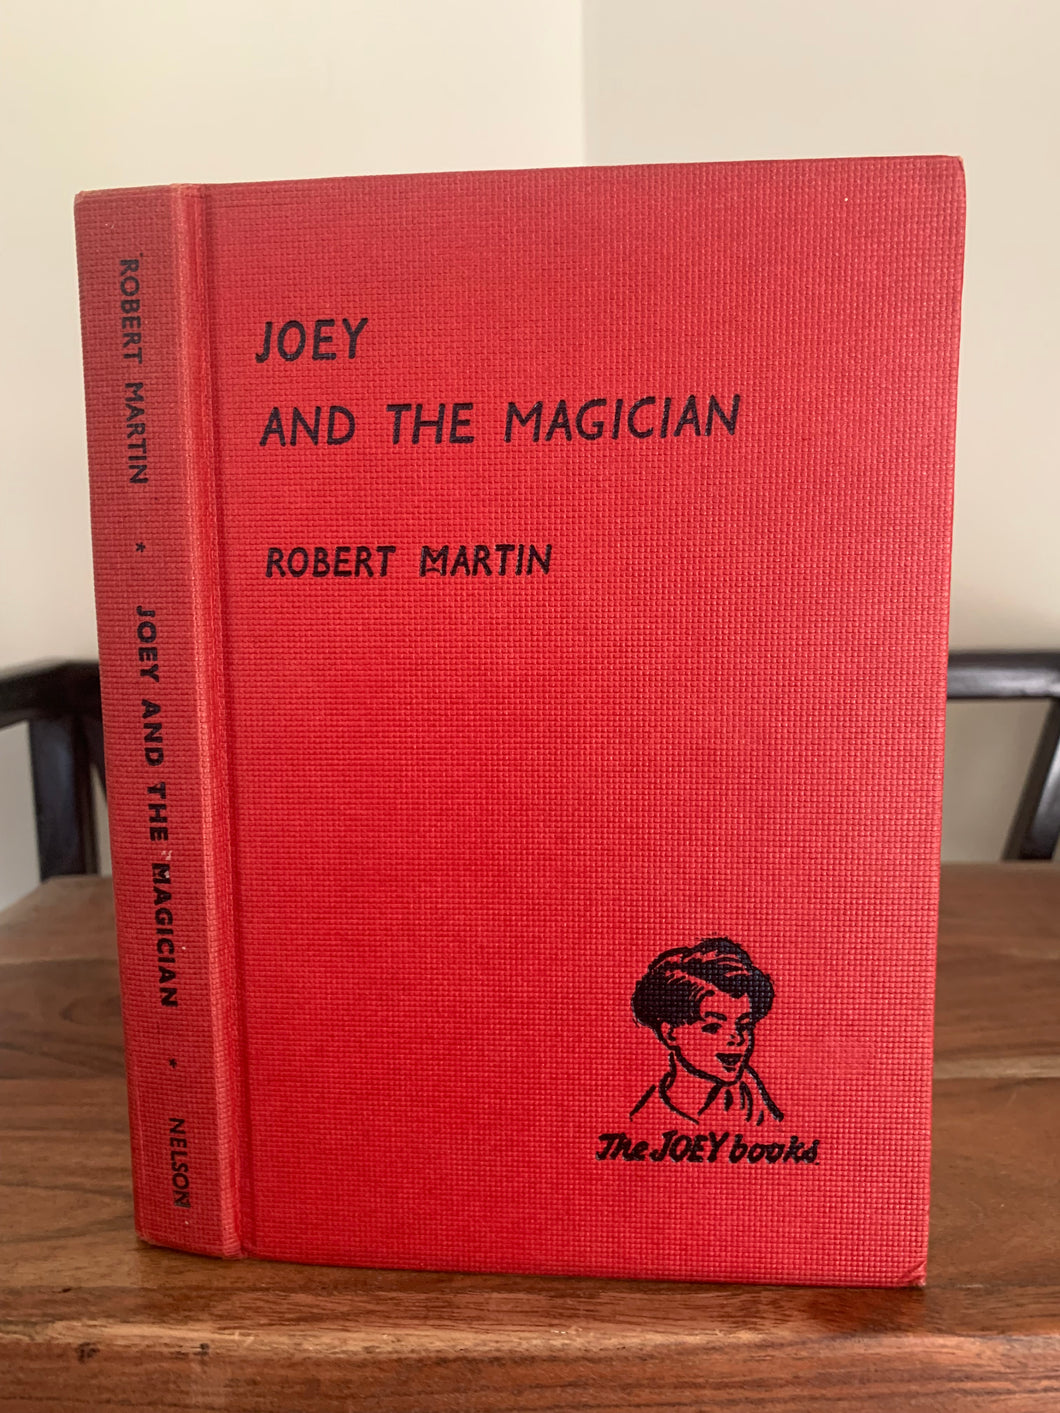 ROBERT MARTIN * JOEY AND THE MAGICIAN * NELSON
JOEY
AND THE MAGICIAN
ROBERT MARTIN
The JOEY books